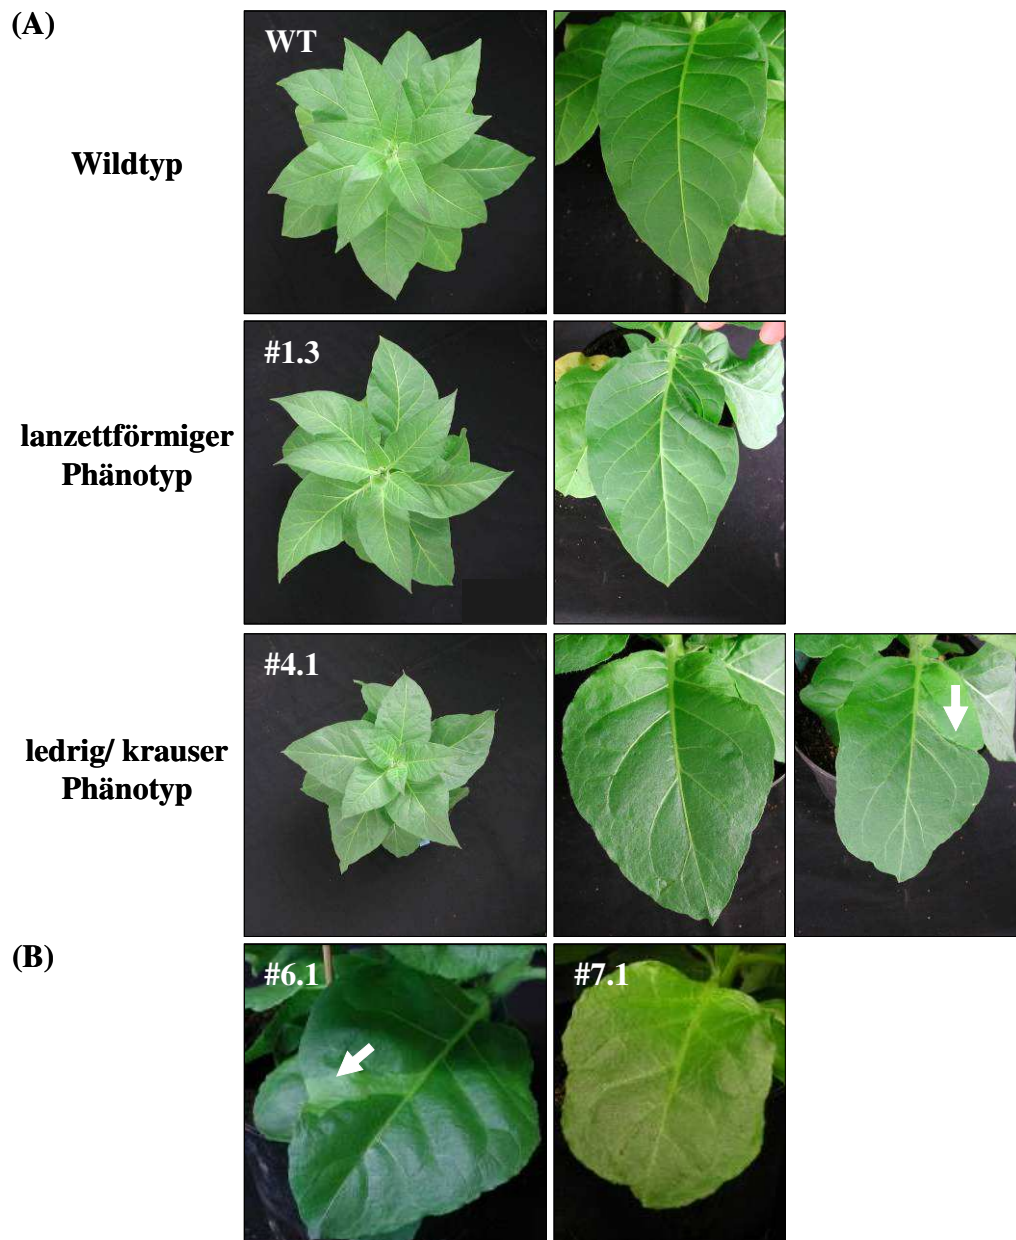 (A)
WT
Wildtyp
#1.3
lanzettförmiger
Phänotyp
#4.1
ledrig/ krauser
Phänotyp
(B)
#6.1
#7.1